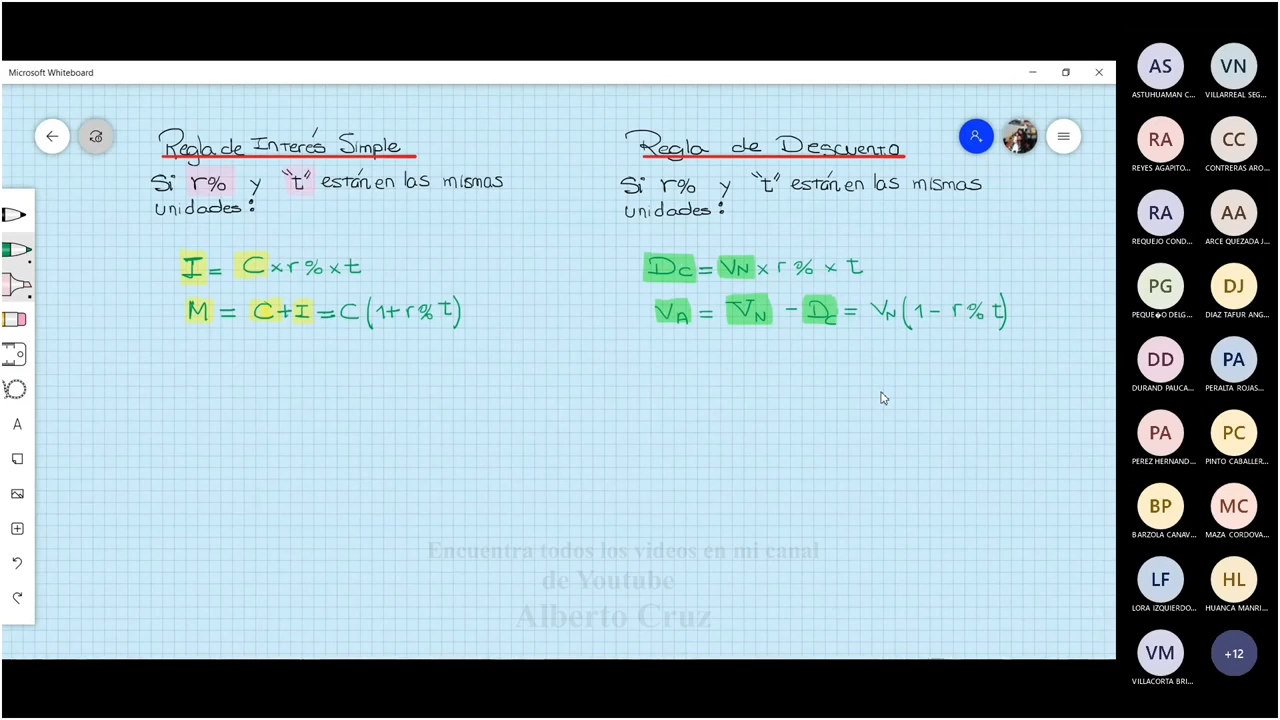 Microsoft Whiteboard
Regla de Interés Simple
Si r% y "t" están en las mismas
unidades:
I = C x r% x t
M = C + I = C (1 + r% t)
Regla de Descuento
Si r% y "t" están en las mismas
unidades:
Dc = VN x r% x t
VA = VN - Dc = VN (1 - r% t)
A
Encuentra todos los videos en mi canal
de Youtube
Alberto Cruz
AS VN
ASTUHUAMAN C... VILLARREAL SEG...
RA CC
REYES AGAPITO... CONTRERAS ARO...
RA AA
REQUEJO COND... ARCE QUEZADA J...
PG DJ
PEQUE�O DELG... DIAZ TAFUR ANG...
DD PA
DURAND PAUCA... PERALTA ROJAS...
PA PC
PEREZ HERNAND... PINTO CABALLER...
BP MC
BARZOLA CANAV... MAZA CORDOVA...
LF HL
LORA IZQUIERDO... HUANCA MANRI...
VM +12
VILLACORTA BRI...